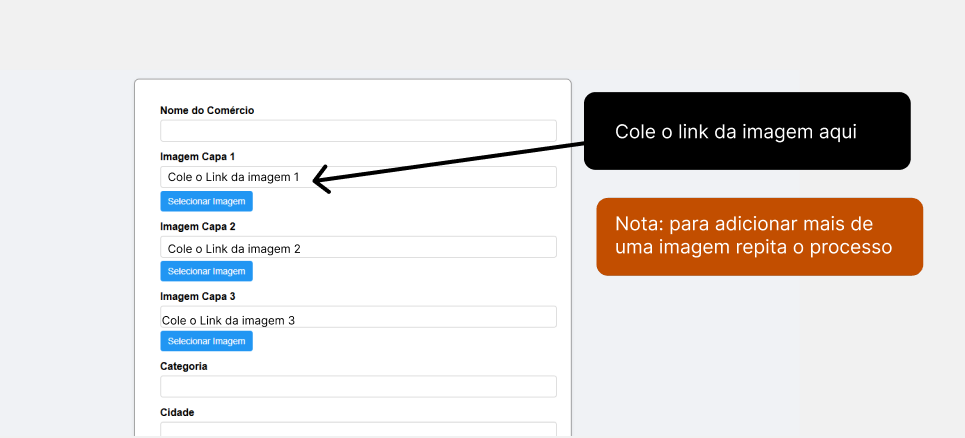 Nome do Comércio
Imagem Capa 1
Cole o Link da imagem 1
Selecionar Imagem
Imagem Capa 2
Cole o Link da imagem 2
Selecionar Imagem
Imagem Capa 3
Cole o Link da imagem 3
Selecionar Imagem
Categoria
Cidade
Cole o link da imagem aqui
Nota: para adicionar mais de
uma imagem repita o processo